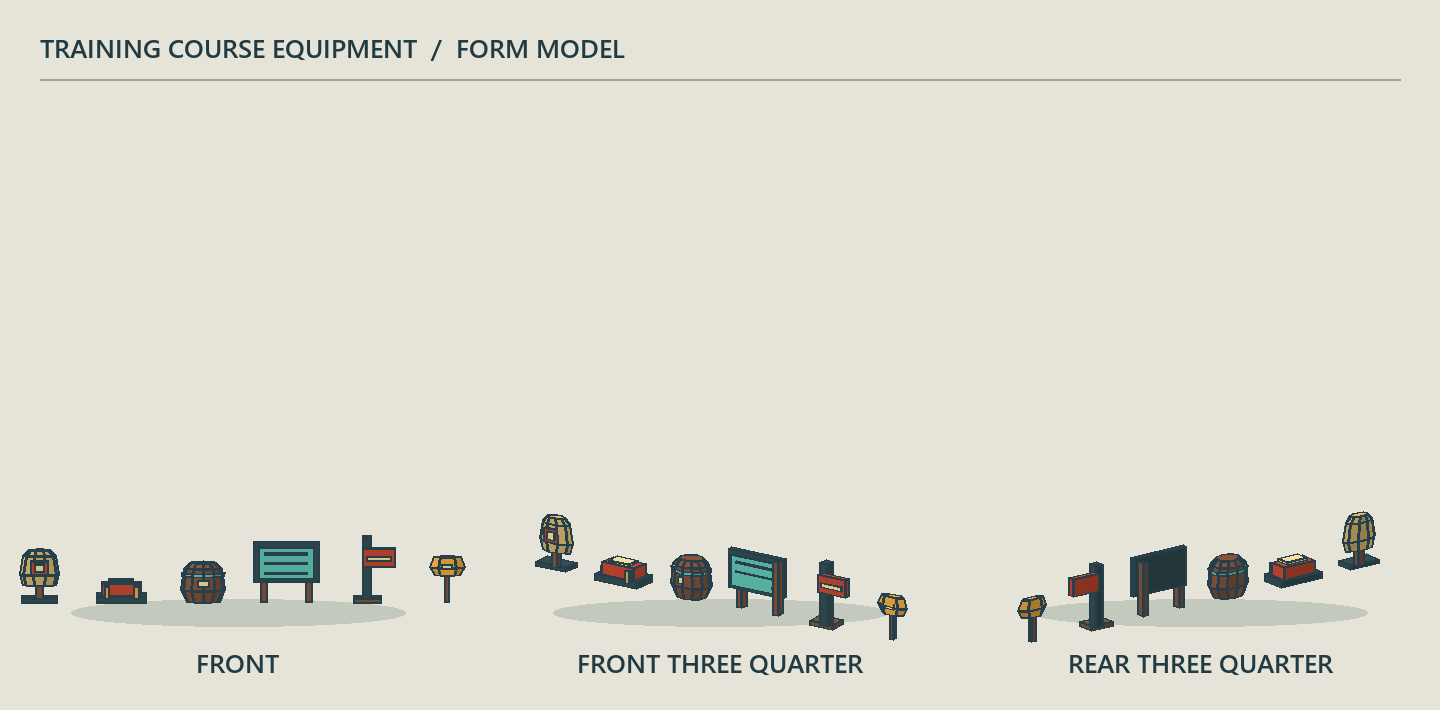 TRAINING COURSE EQUIPMENT / FORM MODEL
FRONT
FRONT THREE QUARTER
REAR THREE QUARTER